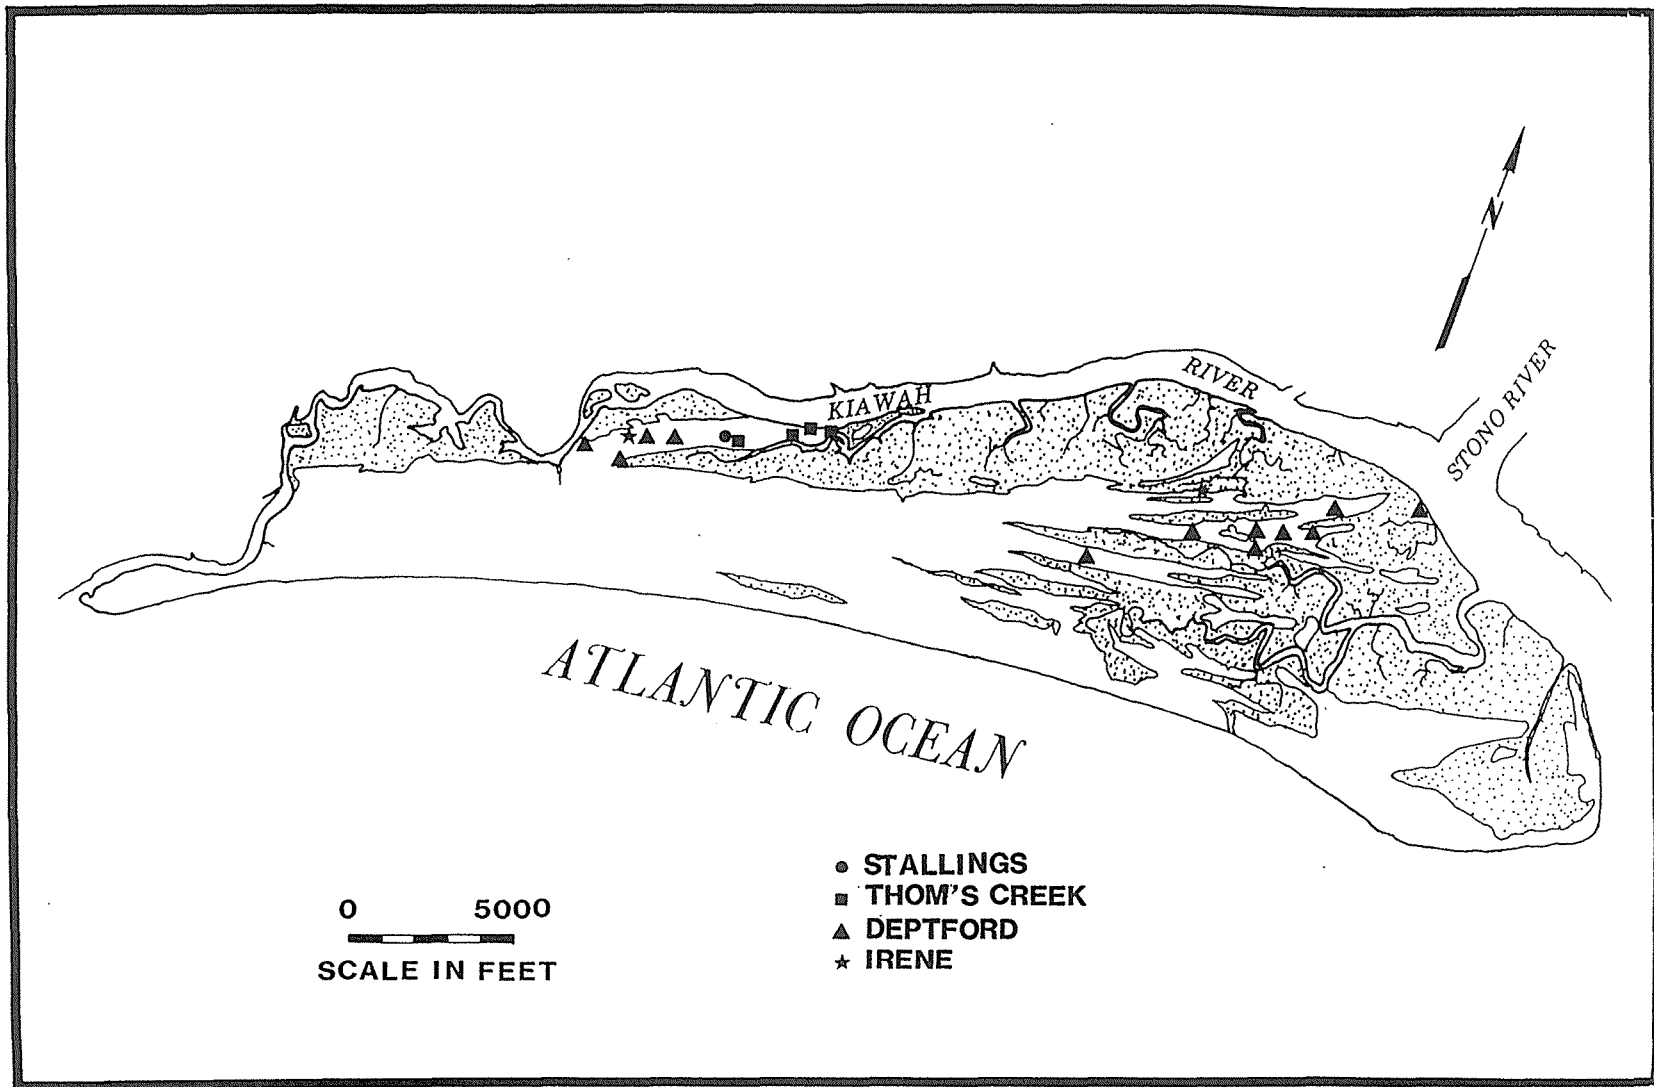 N
STONO RIVER
RIVER
KIAWAH
ATLANTIC OCEAN
STALLINGS
THOM'S CREEK
DEPTFORD
IRENE
0 5000
SCALE IN FEET